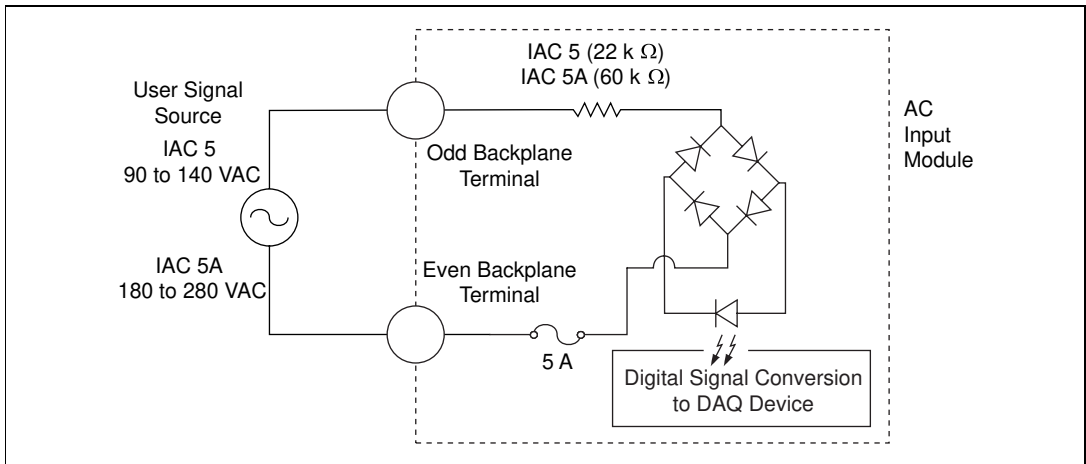 IAC 5 (22 k Ω)
IAC 5A (60 k Ω)
User Signal
Source
IAC 5
90 to 140 VAC
IAC 5A
180 to 280 VAC
Odd Backplane
Terminal
Even Backplane
Terminal
5 A
AC
Input
Module
Digital Signal Conversion
to DAQ Device